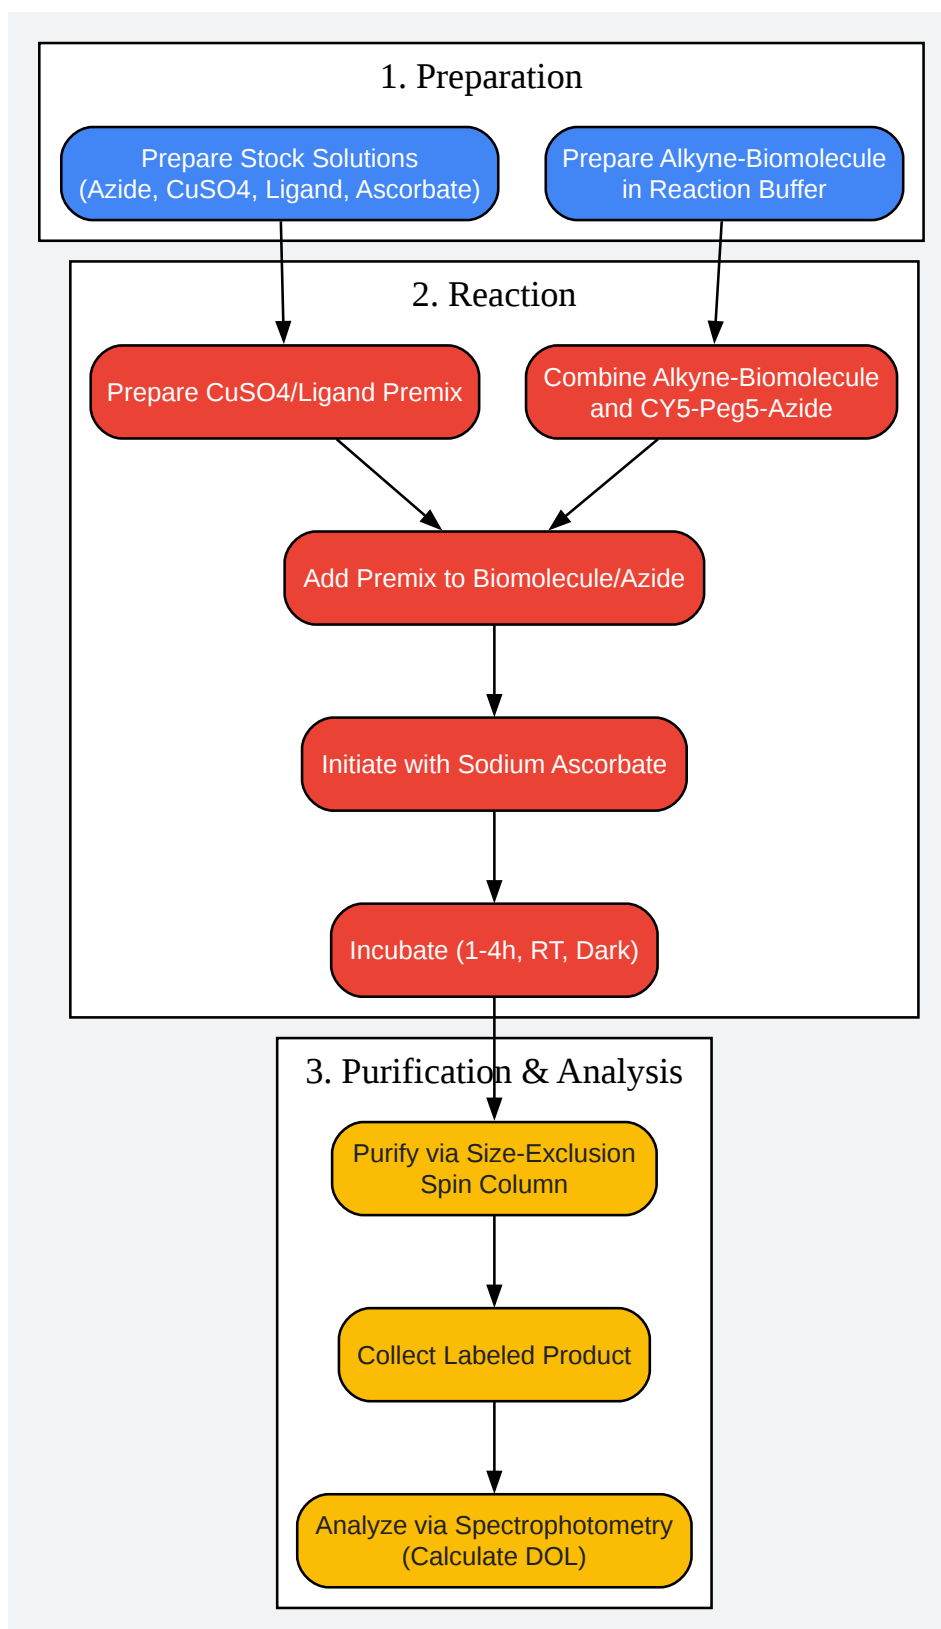 1. Preparation
Prepare Stock Solutions
(Azide, CuSO4, Ligand, Ascorbate)
Prepare Alkyne-Biomolecule
in Reaction Buffer
2. Reaction
Prepare CuSO4/Ligand Premix
Combine Alkyne-Biomolecule
and CY5-Peg5-Azide
Add Premix to Biomolecule/Azide
Initiate with Sodium Ascorbate
Incubate (1-4h, RT, Dark)
3. Purification & Analysis
Purify via Size-Exclusion
Spin Column
Collect Labeled Product
Analyze via Spectrophotometry
(Calculate DOL)